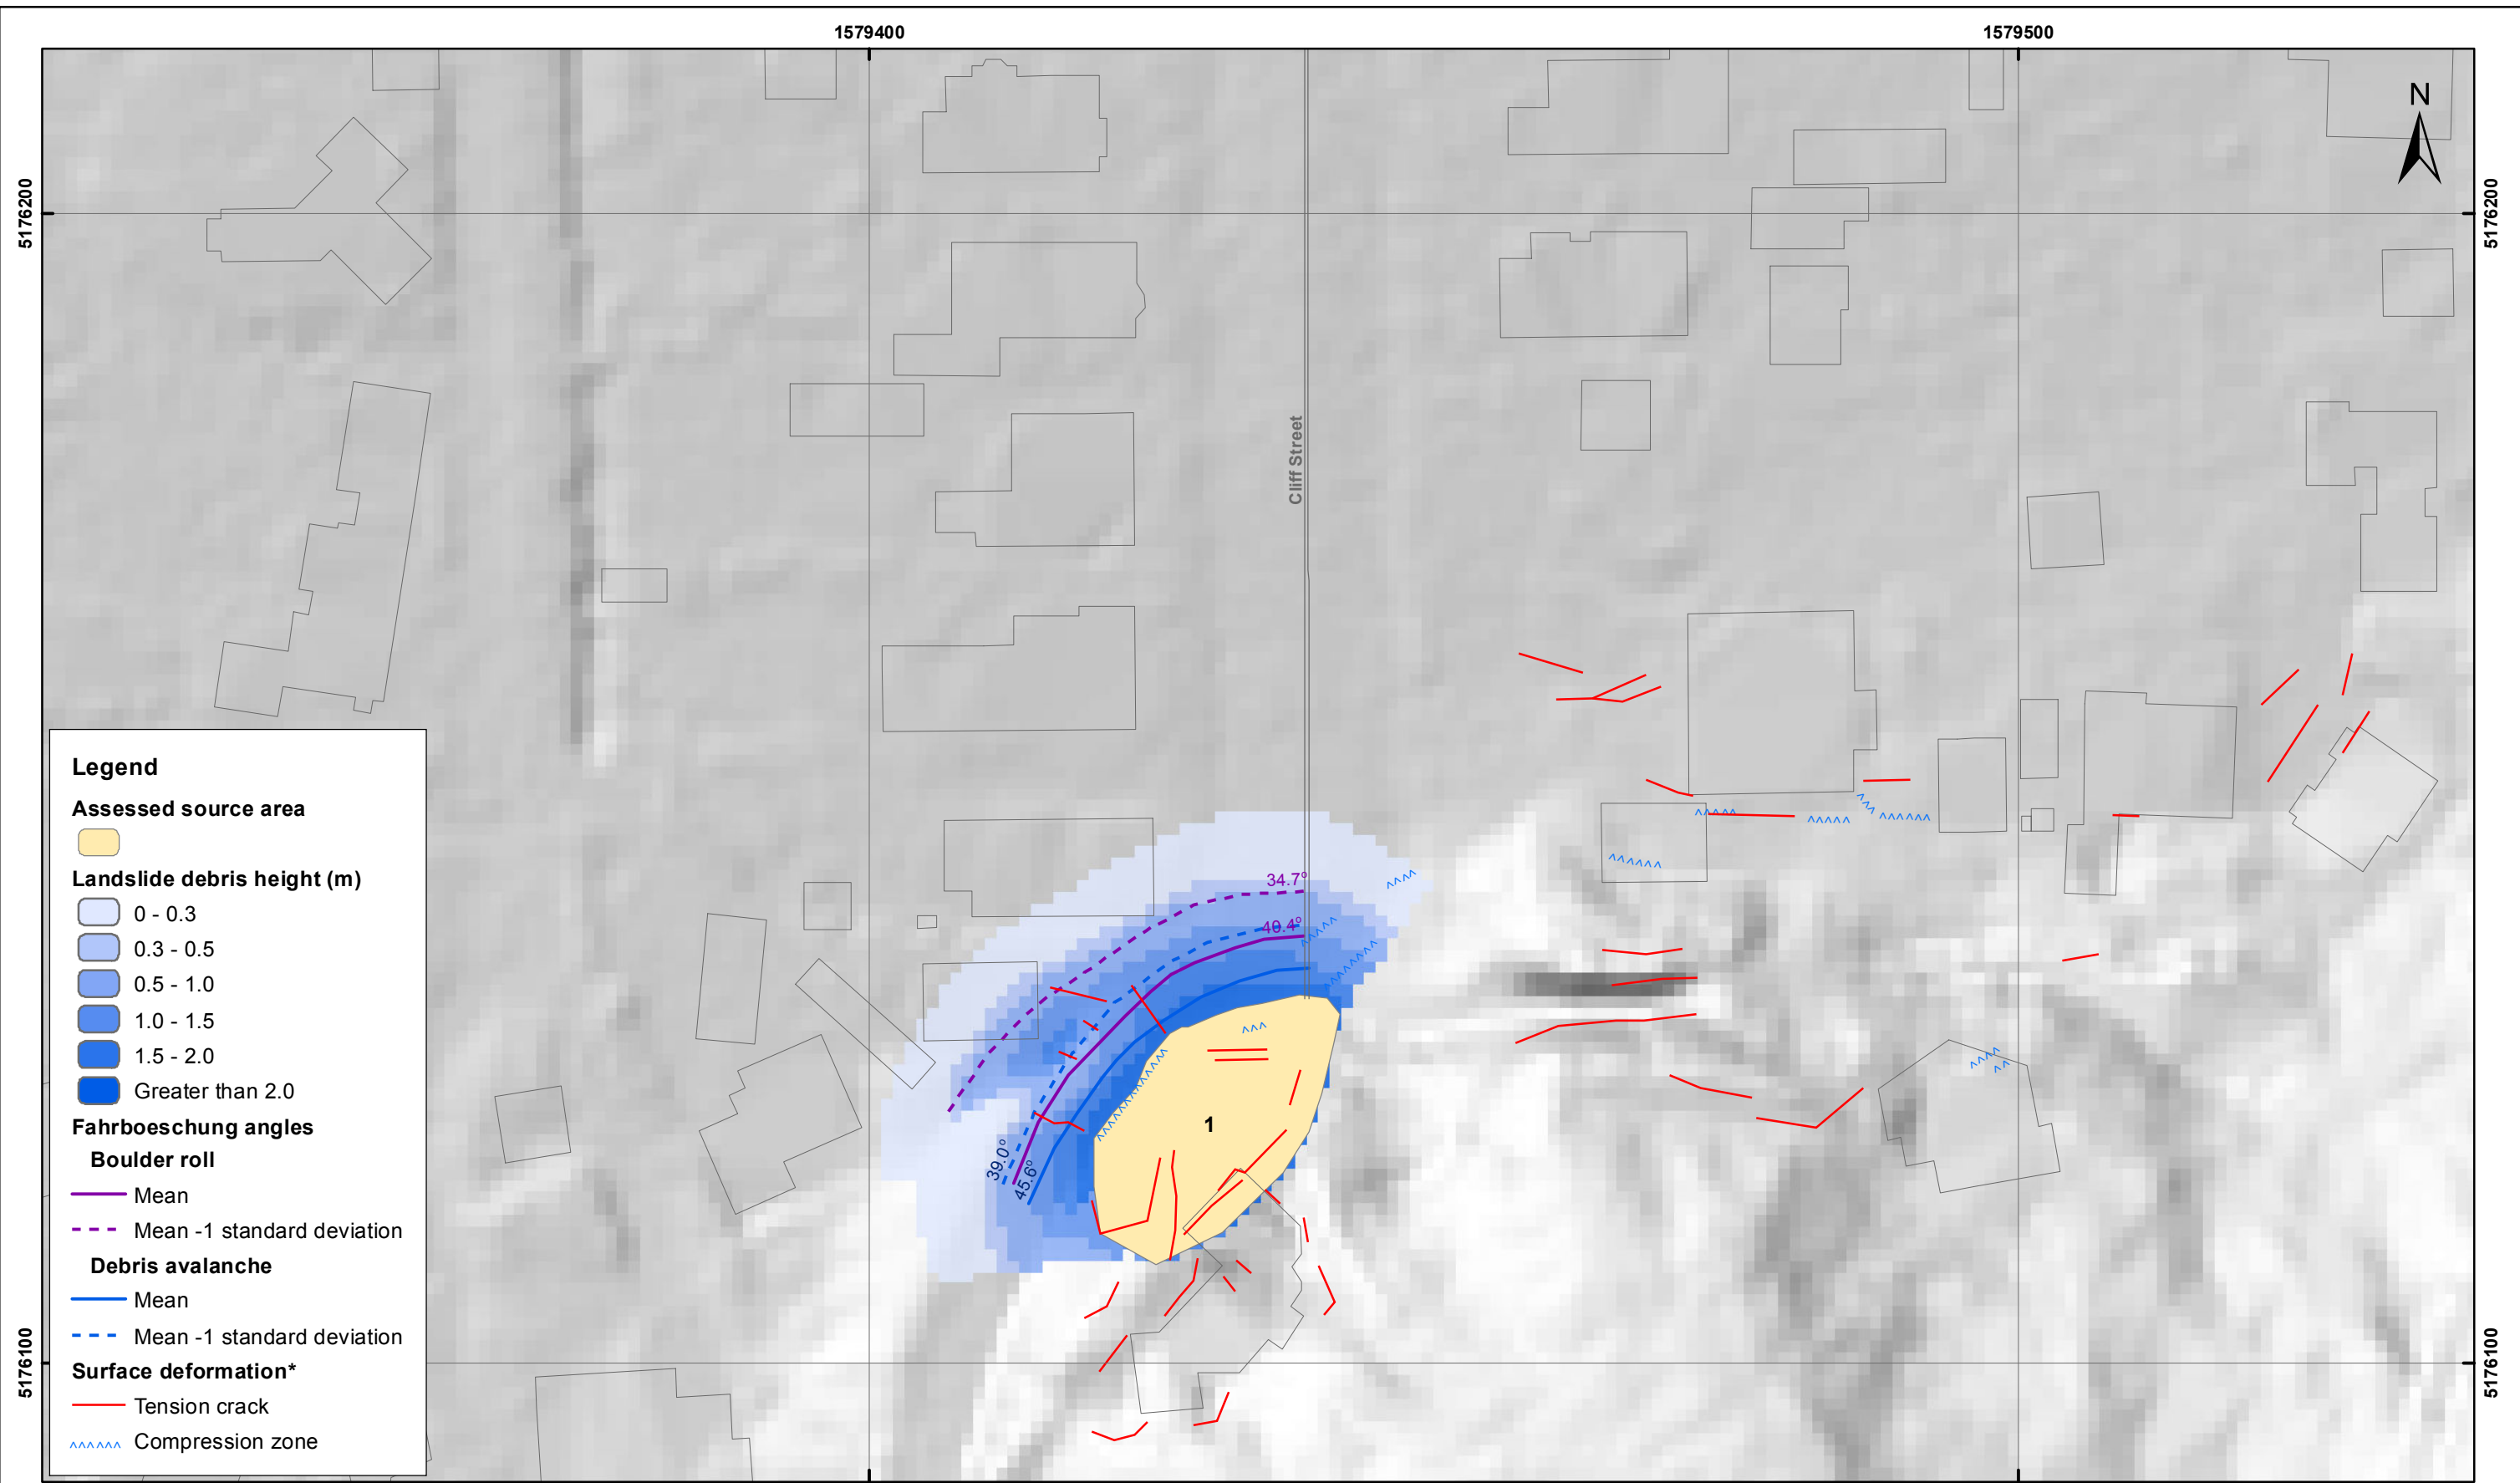 1579400
1579500
N
5176200
5176200
Cliff Street
34.7°
40.4°
39.0°
45.6°
1
5176100
5176100
Legend
Assessed source area
Landslide debris height (m)
0 - 0.3
0.3 - 0.5
0.5 - 1.0
1.0 - 1.5
1.5 - 2.0
Greater than 2.0
Fahrboeschung angles
Boulder roll
Mean
Mean -1 standard deviation
Debris avalanche
Mean
Mean -1 standard deviation
Surface deformation*
Tension crack
Compression zone